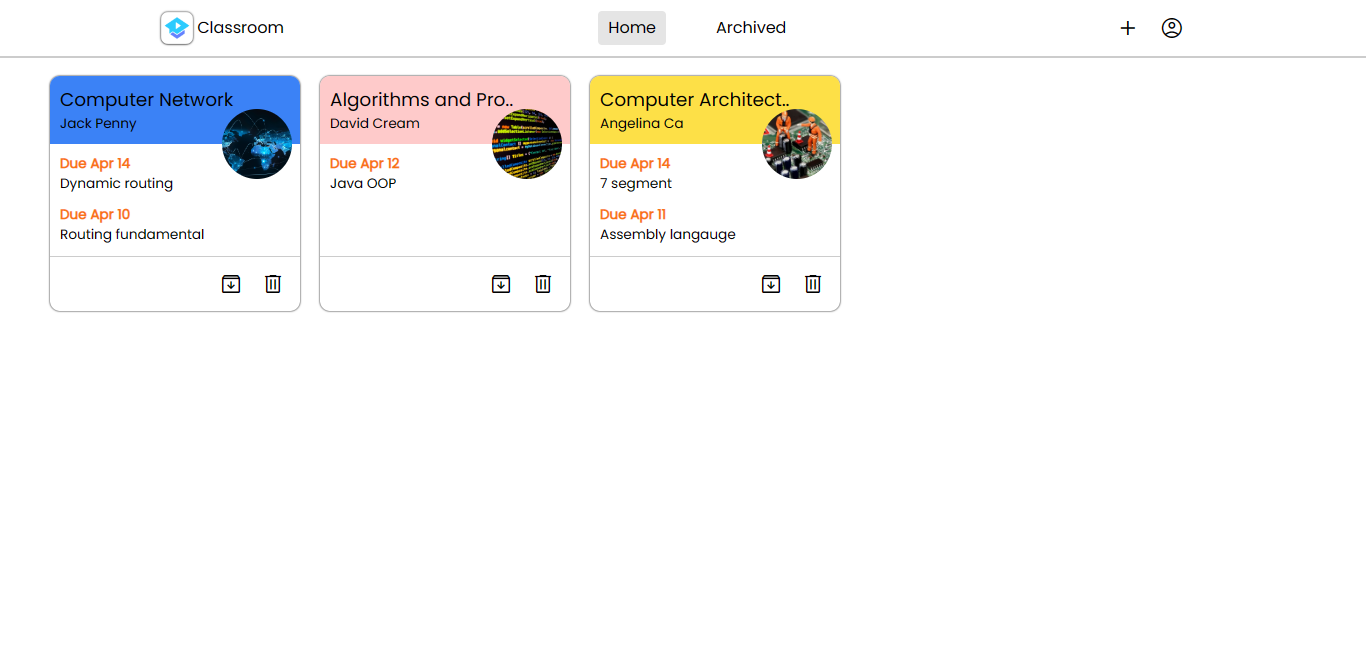 Classroom
Home
Archived
Computer Network
Jack Penny
Due Apr 14
Dynamic routing
Due Apr 10
Routing fundamental
Algorithms and Pro..
David Cream
Due Apr 12
Java OOP
Computer Architect..
Angelina Ca
Due Apr 14
7 segment
Due Apr 11
Assembly langauge